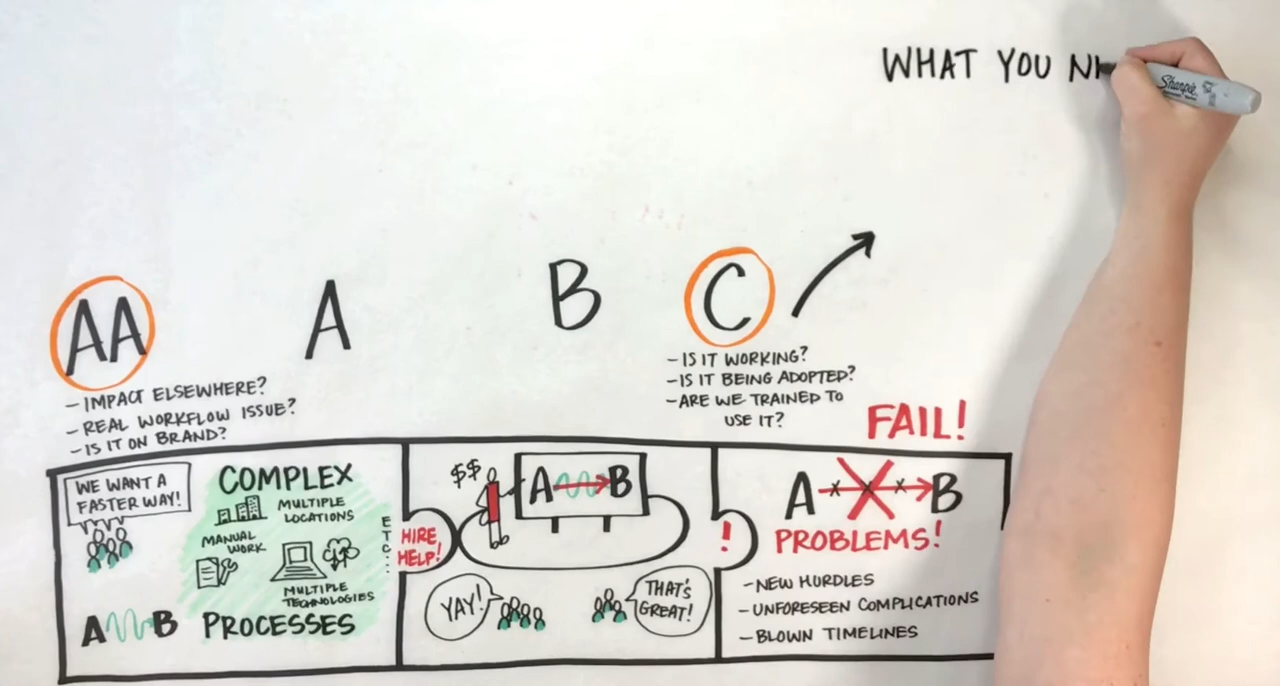 WHAT YOU N
Sharpie
AA
A
B
C
- IMPACT ELSEWHERE?
- REAL WORKFLOW ISSUE?
- IS IT ON BRAND?
- IS IT WORKING?
- IS IT BEING ADOPTED?
- ARE WE TRAINED TO
USE IT?
FAIL!
WE WANT A
FASTER WAY!
COMPLEX
MULTIPLE
LOCATIONS
MANUAL
WORK
MULTIPLE
TECHNOLOGIES
ETC...
A B
PROCESSES
HIRE
HELP!
$$
A B
YAY!
THAT'S
GREAT!
!
A B
PROBLEMS!
- NEW HURDLES
- UNFORESEEN COMPLICATIONS
- BLOWN TIMELINES